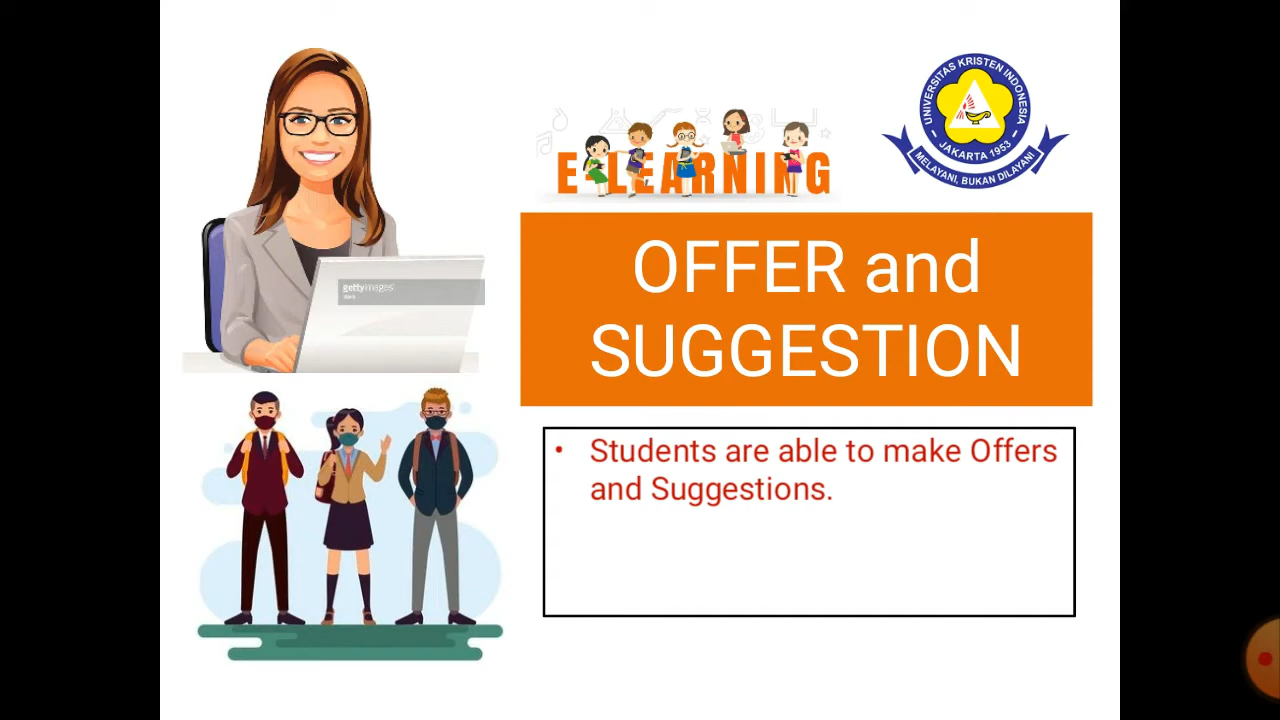 UNIVERSITAS KRISTEN INDONESIA
JAKARTA 1953
MELAYANI, BUKAN DILAYANI
E-LEARNING
gettyimages
OFFER and
SUGGESTION
• Students are able to make Offers
and Suggestions.